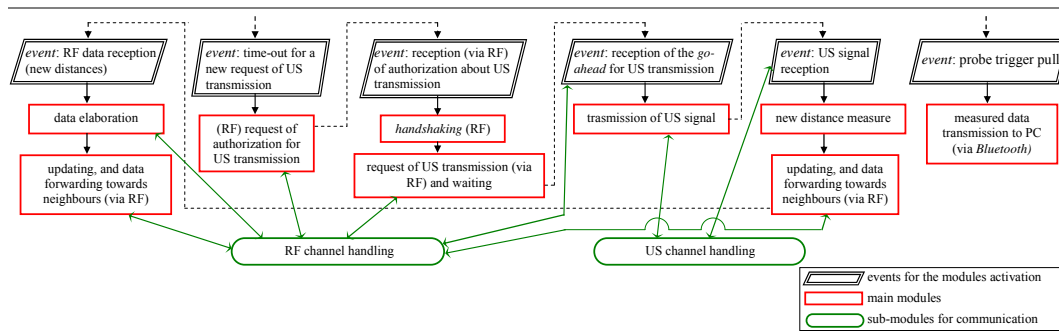 event: RF data reception
(new distances)
event: time-out for a
new request of US
transmission
event: reception (via RF)
of authorization about US
transmission
event: reception of the go-
ahead for US transmission
event: US signal
reception
event: probe trigger pull
data elaboration
(RF) request of
authorization for
US transmission
handshaking (RF)
trasmission of US signal
new distance measure
measured data
transmission to PC
(via Bluetooth)
updating, and data
forwarding towards
neighbours (via RF)
request of US transmission (via
RF) and waiting
updating, and data
forwarding towards
neighbours (via RF)
RF channel handling
US channel handling
events for the modules activation
main modules
sub-modules for communication